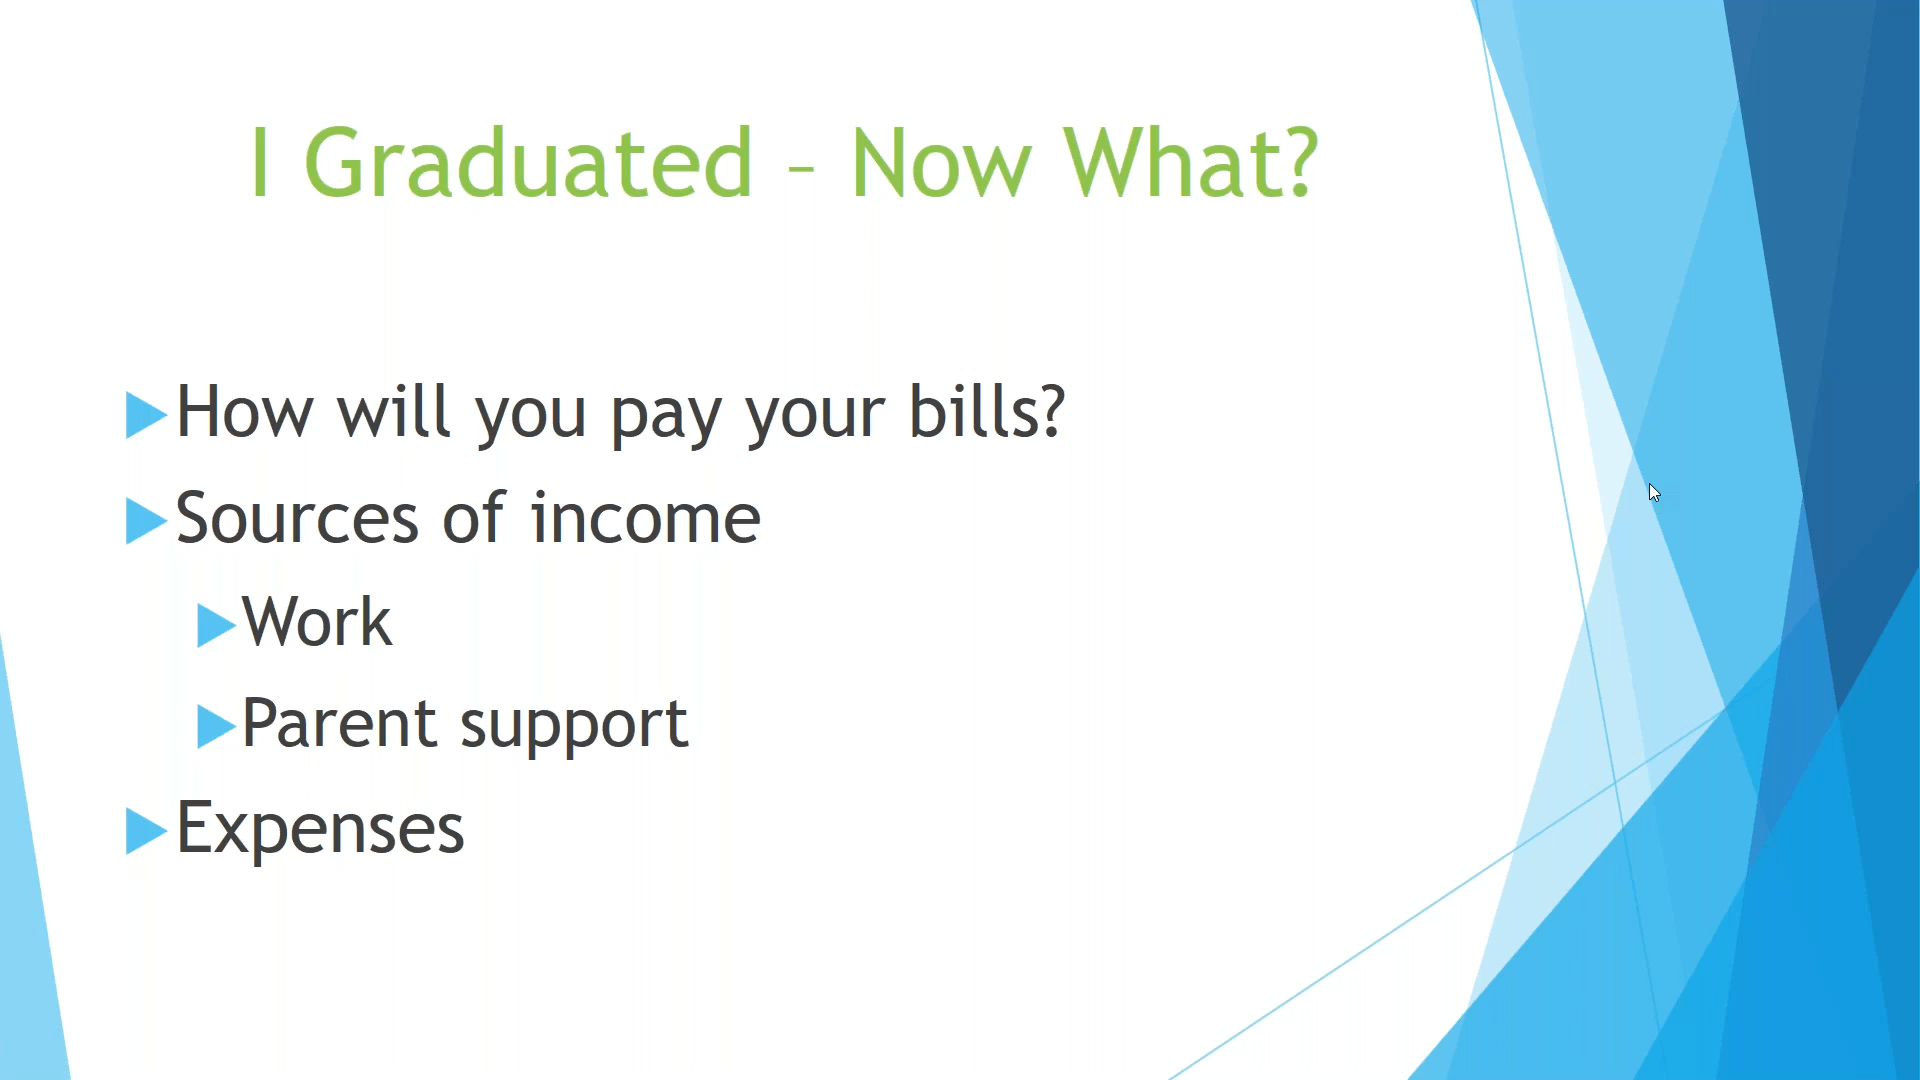 I Graduated – Now What?
How will you pay your bills?
Sources of income
Work
Parent support
Expenses